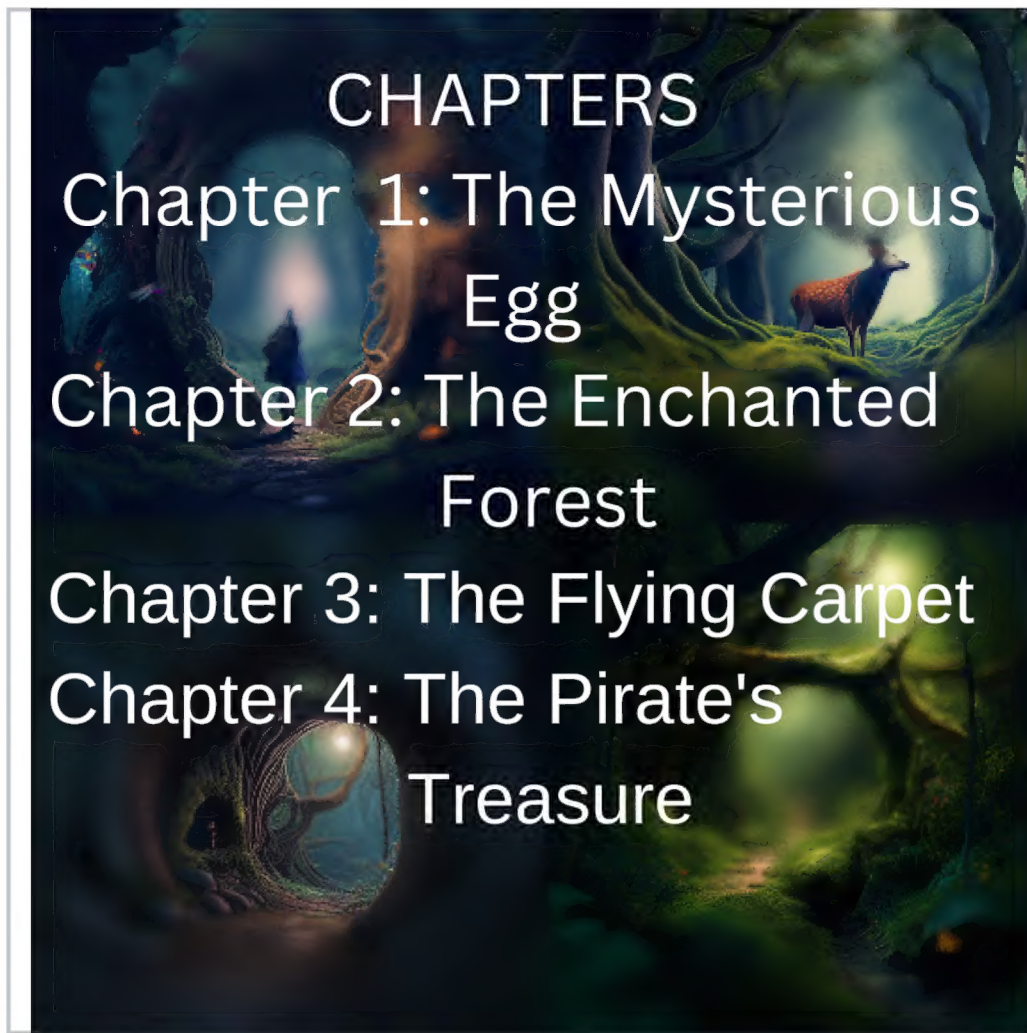 CHAPTERS
Chapter 1: The Mysterious
Egg
Chapter 2: The Enchanted
Forest
Chapter 3: The Flying Carpet
Chapter 4: The Pirate's
Treasure